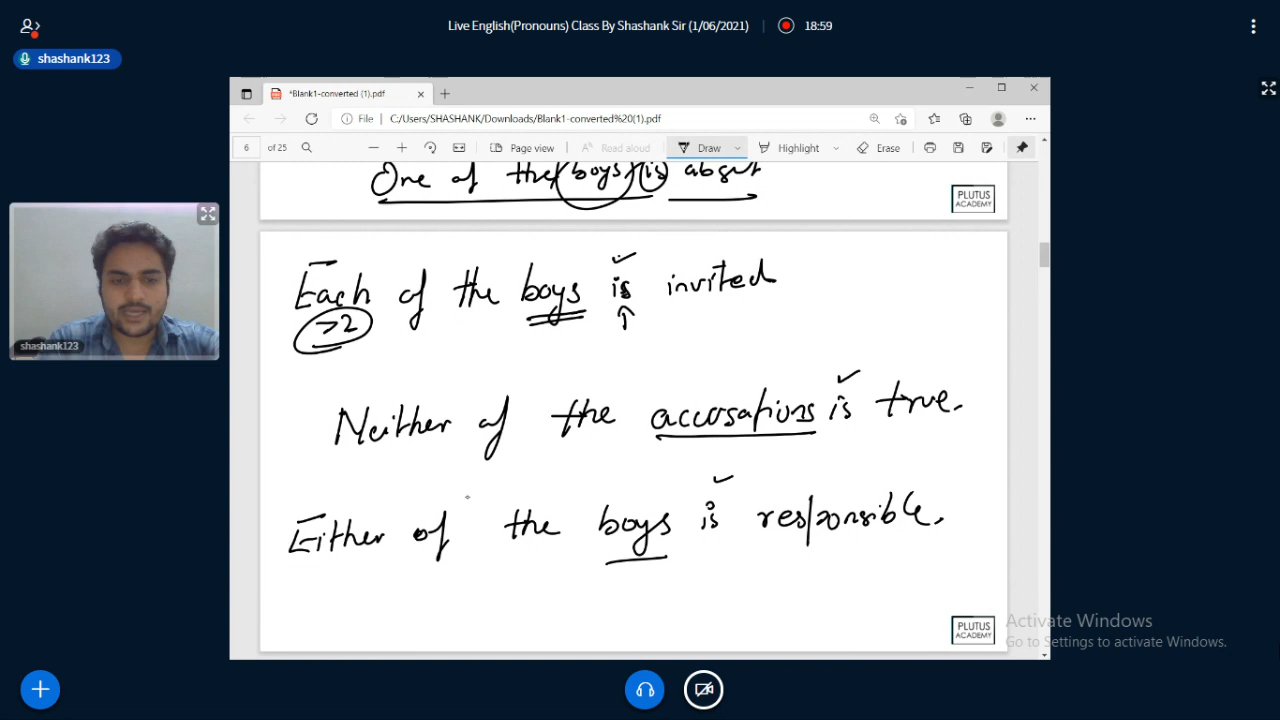 Live English(Pronouns) Class By Shashank Sir (1/06/2021)
18:59
shashank123
*Blank1-converted (1).pdf
File
C:/Users/SHASHANK/Downloads/Blank1-converted%20(1).pdf
6 of 25
Page view
Read aloud
Draw
Highlight
Erase
One of the boys is absent
PLUTUS
ACADEMY
Each of the boys is invited
>2
shashank123
Neither of the accusations is true.
Either of the boys is responsible.
PLUTUS
ACADEMY
Activate Windows
Go to Settings to activate Windows.